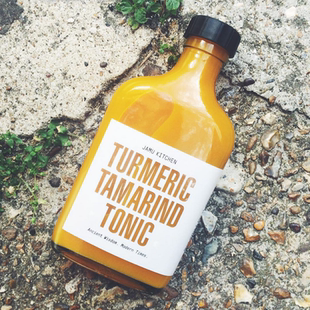 JAMU KITCHEN
TURMERIC
TAMARIND
TONIC
Ancient Wisdom. Modern Times.